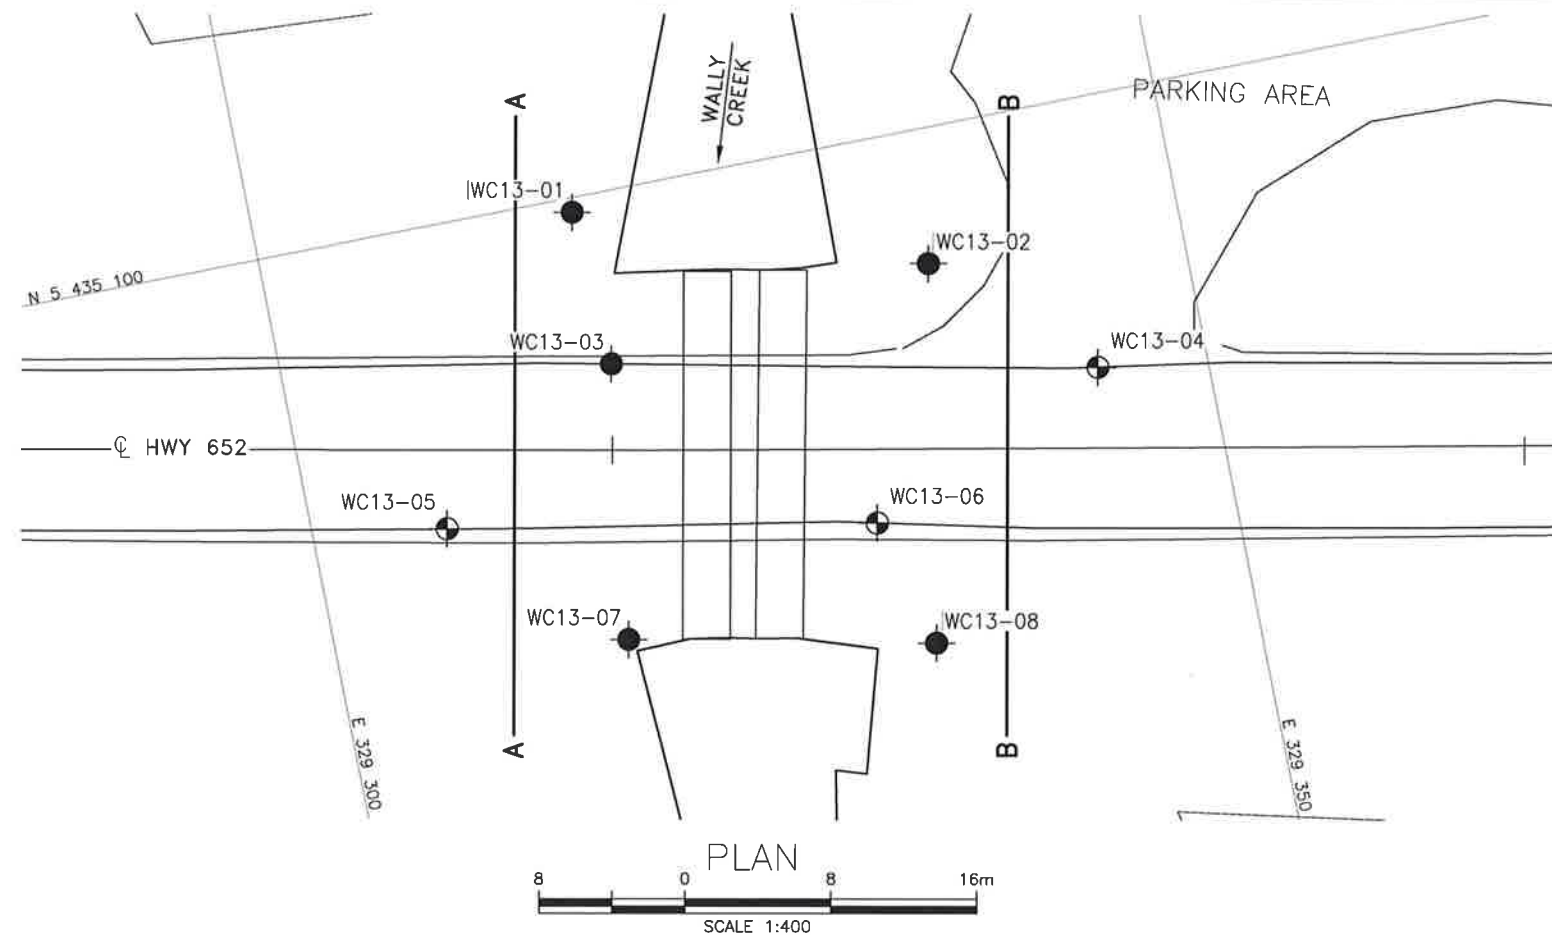 A
WALLY
CREEK
B
PARKING AREA
WC13-01
WC13-02
N 5 435 100
WC13-03
WC13-04
℄ HWY 652
WC13-05
WC13-06
WC13-07
WC13-08
E 329 300
A
B
E 329 350
PLAN
8 0 8 16m
SCALE 1:400